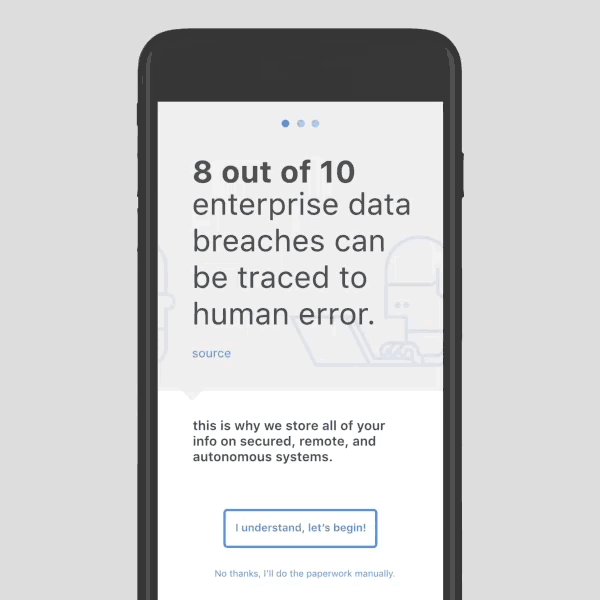 8 out of 10
enterprise data
breaches can
be traced to
human error.
source
this is why we store all of your
info on secured, remote, and
autonomous systems.
I understand, let's begin!
No thanks, I'll do the paperwork manually.